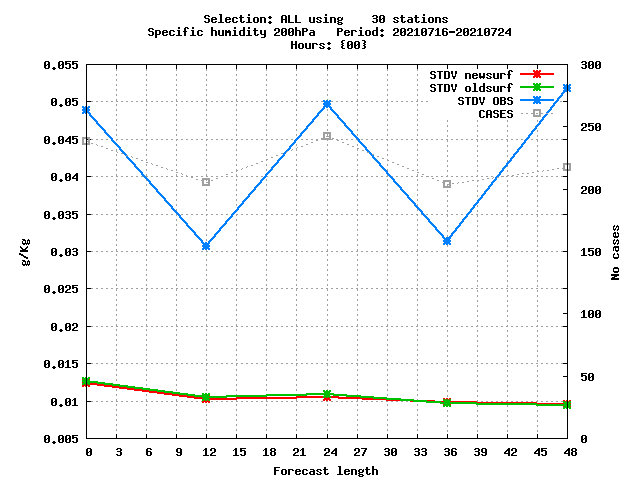 Selection: ALL using    30 stations
Specific humidity 200hPa   Period: 20210716-20210724
Hours: {00}
0.055
0.05
0.045
0.04
0.035
0.03
0.025
0.02
0.015
0.01
0.005
g/Kg
STDV newsurf
STDV oldsurf
STDV OBS
CASES
300
250
200
150
100
50
0
No cases
0 3 6 9 12 15 18 21 24 27 30 33 36 39 42 45 48
Forecast length